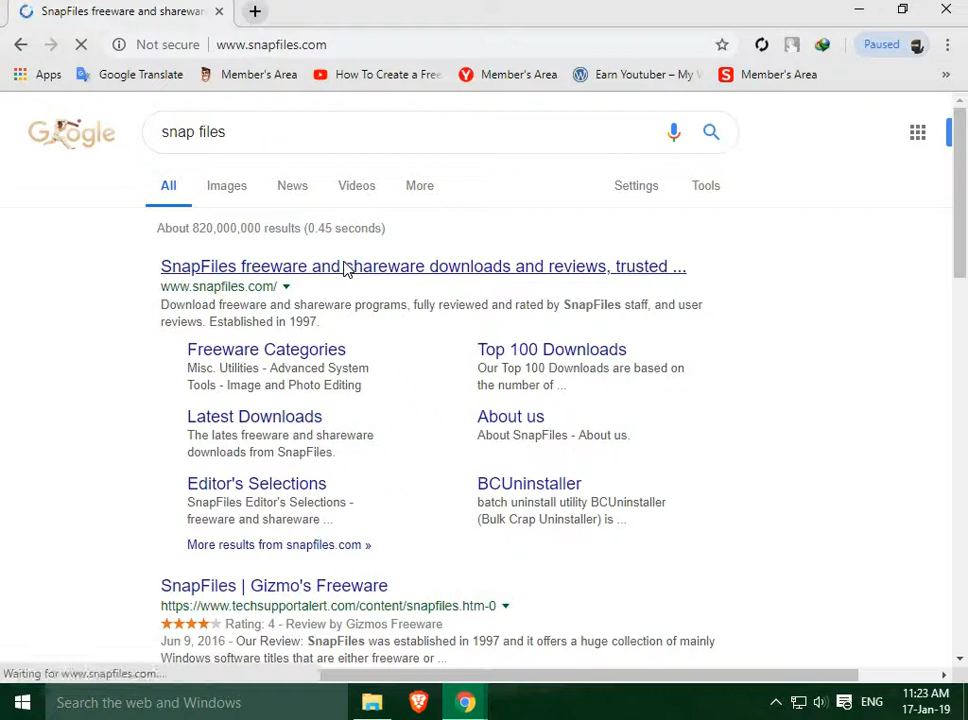 SnapFiles freeware and sharewar
Not secure
www.snapfiles.com
Paused
Apps
Google Translate
Member's Area
How To Create a Free
Member's Area
Earn Youtuber – My W
Member's Area
»
Google
snap files
All
Images
News
Videos
More
Settings
Tools
About 820,000,000 results (0.45 seconds)
SnapFiles freeware and shareware downloads and reviews, trusted ...
www.snapfiles.com/
Download freeware and shareware programs, fully reviewed and rated by SnapFiles staff, and user
reviews. Established in 1997.
Freeware Categories
Misc. Utilities - Advanced System
Tools - Image and Photo Editing
Top 100 Downloads
Our Top 100 Downloads are based on
the number of ...
Latest Downloads
The lates freeware and shareware
downloads from SnapFiles.
About us
About SnapFiles - About us.
Editor's Selections
SnapFiles Editor's Selections -
freeware and shareware ...
BCUninstaller
batch uninstall utility BCUninstaller
(Bulk Crap Uninstaller) is ...
More results from snapfiles.com »
SnapFiles | Gizmo's Freeware
https://www.techsupportalert.com/content/snapfiles.htm-0
Rating: 4 - Review by Gizmos Freeware
Jun 9, 2016 - Our Review: SnapFiles was established in 1997 and it offers a huge collection of mainly
Windows software titles that are either freeware or ...
Waiting for www.snapfiles.com...
Search the web and Windows
ENG
11:23 AM
17-Jan-19